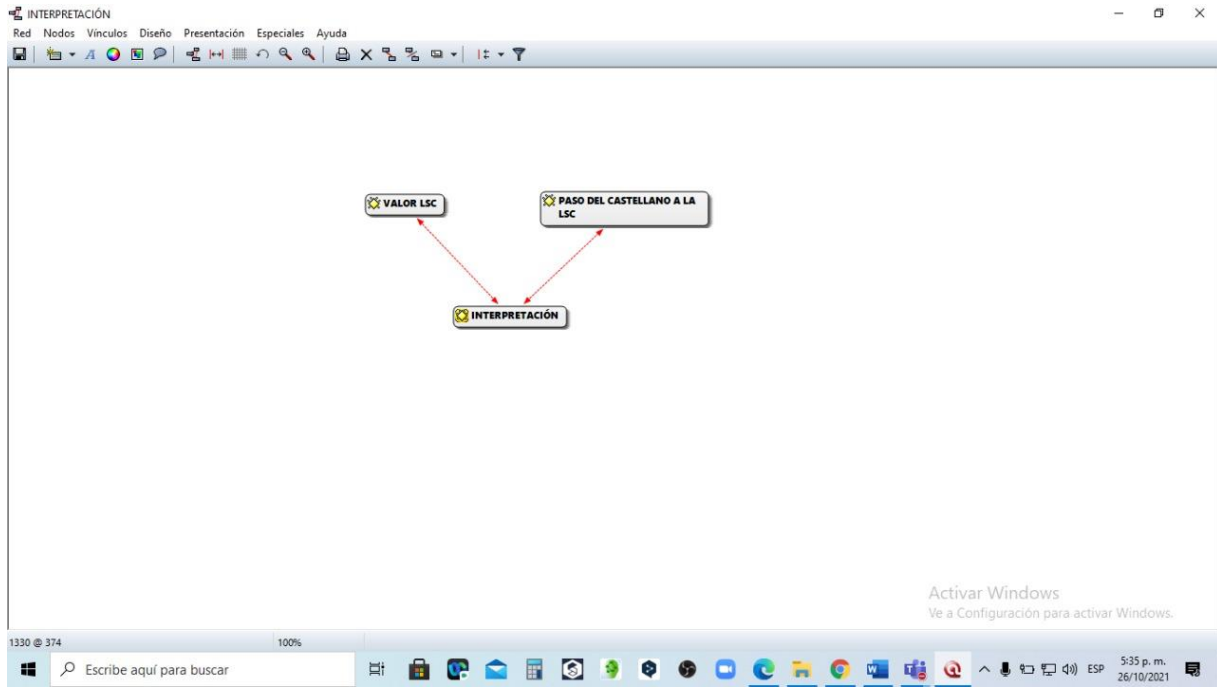 INTERPRETACIÓN
Red Nodos Vínculos Diseño Presentación Especiales Ayuda
VALOR LSC
PASO DEL CASTELLANO A LA
LSC
INTERPRETACIÓN
Activar Windows
Ve a Configuración para activar Windows.
1330 @ 374 100%
Escribe aquí para buscar
ESP
5:35 p. m.
26/10/2021